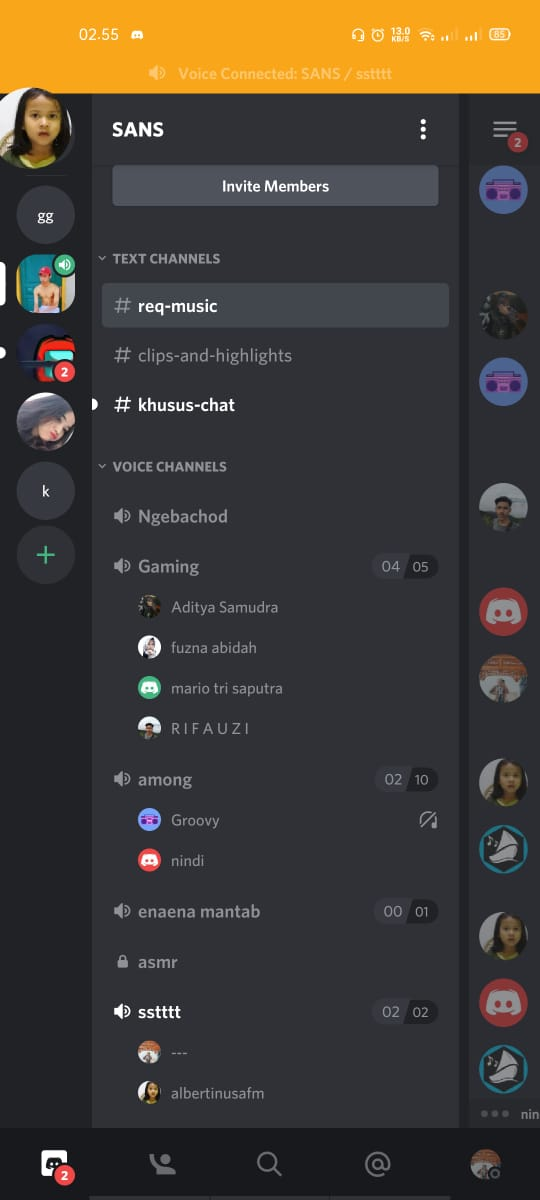 02.55
13.0
KB/S
85
Voice Connected: SANS / sstttt
SANS
2
Invite Members
gg
TEXT CHANNELS
# req-music
# clips-and-highlights
2
# khusus-chat
VOICE CHANNELS
k
Ngebachod
Gaming
04 05
Aditya Samudra
fuzna abidah
mario tri saputra
R I F A U Z I
among
02 10
Groovy
nindi
enaena mantab
00 01
asmr
sstttt
02 02
---
albertinusafm
nin
2